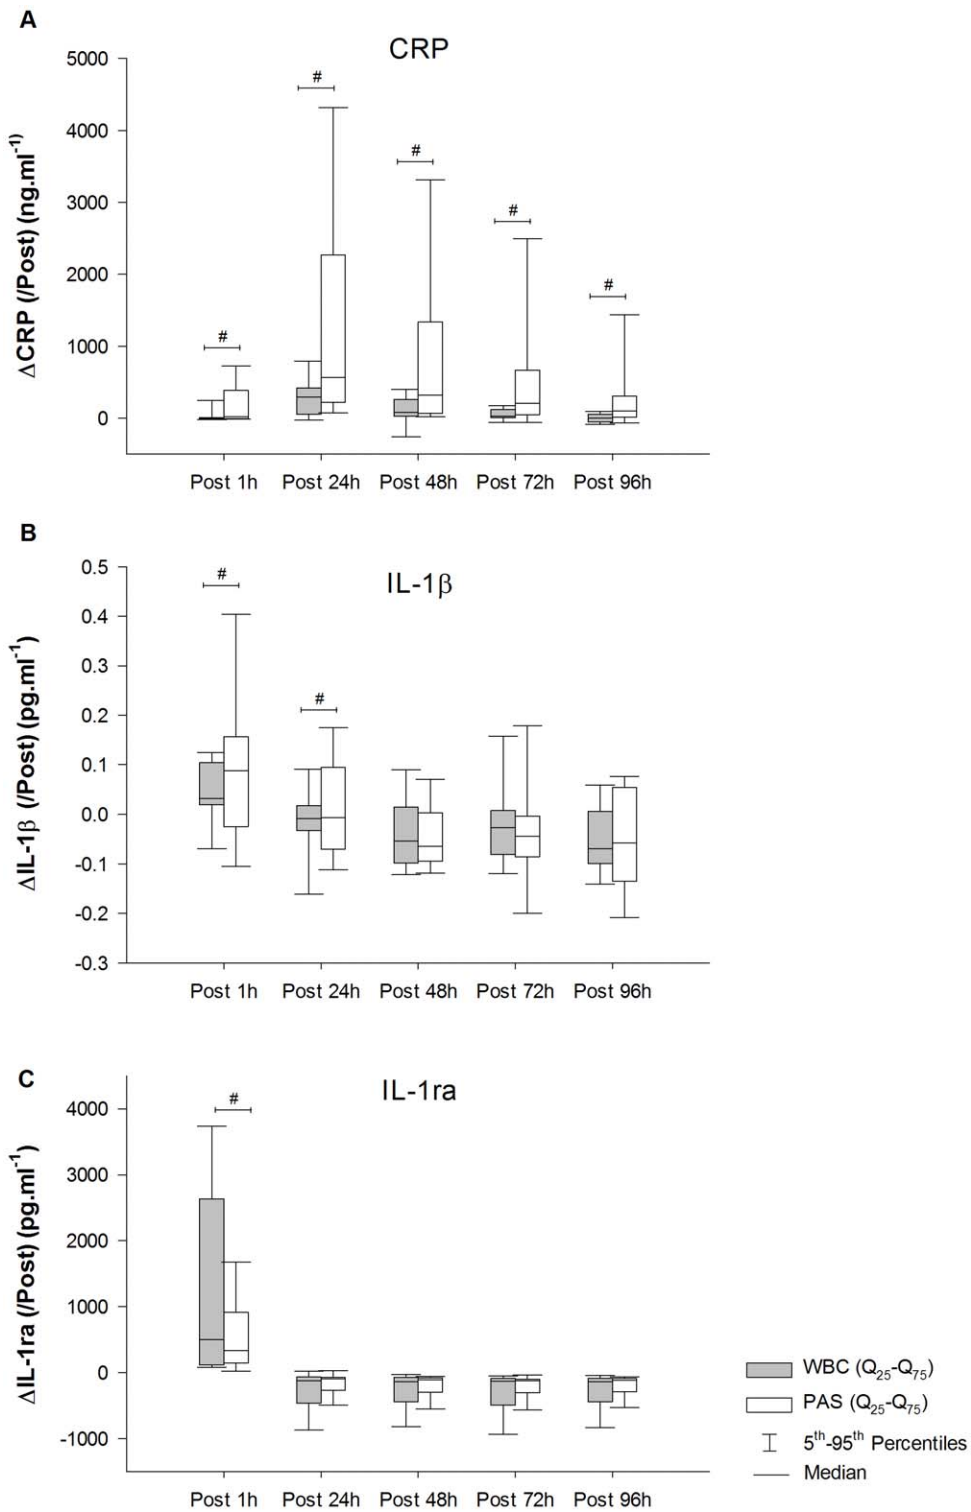 A
CRP
ΔCRP (/Post) (ng.ml⁻¹)
5000
4000
3000
2000
1000
0
#
#
#
#
#
Post 1h Post 24h Post 48h Post 72h Post 96h
B
IL-1β
ΔIL-1β (/Post) (pg.ml⁻¹)
0.5
0.4
0.3
0.2
0.1
0.0
-0.1
-0.2
-0.3
#
#
Post 1h Post 24h Post 48h Post 72h Post 96h
C
IL-1ra
ΔIL-1ra (/Post) (pg.ml⁻¹)
4000
3000
2000
1000
0
-1000
#
Post 1h Post 24h Post 48h Post 72h Post 96h
WBC (Q₂₅-Q₇₅)
PAS (Q₂₅-Q₇₅)
5ᵗʰ-95ᵗʰ Percentiles
Median